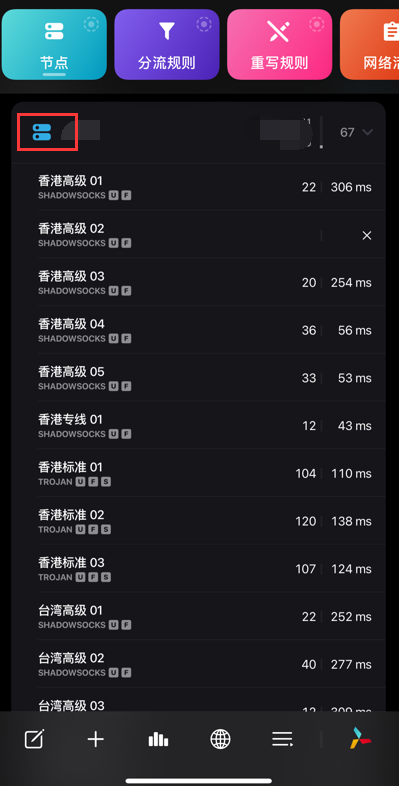 节点 分流规则 重写规则 网络活
67
香港高级 01
22 306 ms
SHADOWSOCKS U F
香港高级 02
SHADOWSOCKS U F
香港高级 03
20 254 ms
SHADOWSOCKS U F
香港高级 04
36 56 ms
SHADOWSOCKS U F
香港高级 05
33 53 ms
SHADOWSOCKS U F
香港专线 01
12 43 ms
SHADOWSOCKS U F
香港标准 01
104 110 ms
TROJAN U F S
香港标准 02
120 138 ms
TROJAN U F S
香港标准 03
107 124 ms
TROJAN U F S
台湾高级 01
22 252 ms
SHADOWSOCKS U F
台湾高级 02
40 277 ms
SHADOWSOCKS U F
台湾高级 03
12 309 ms